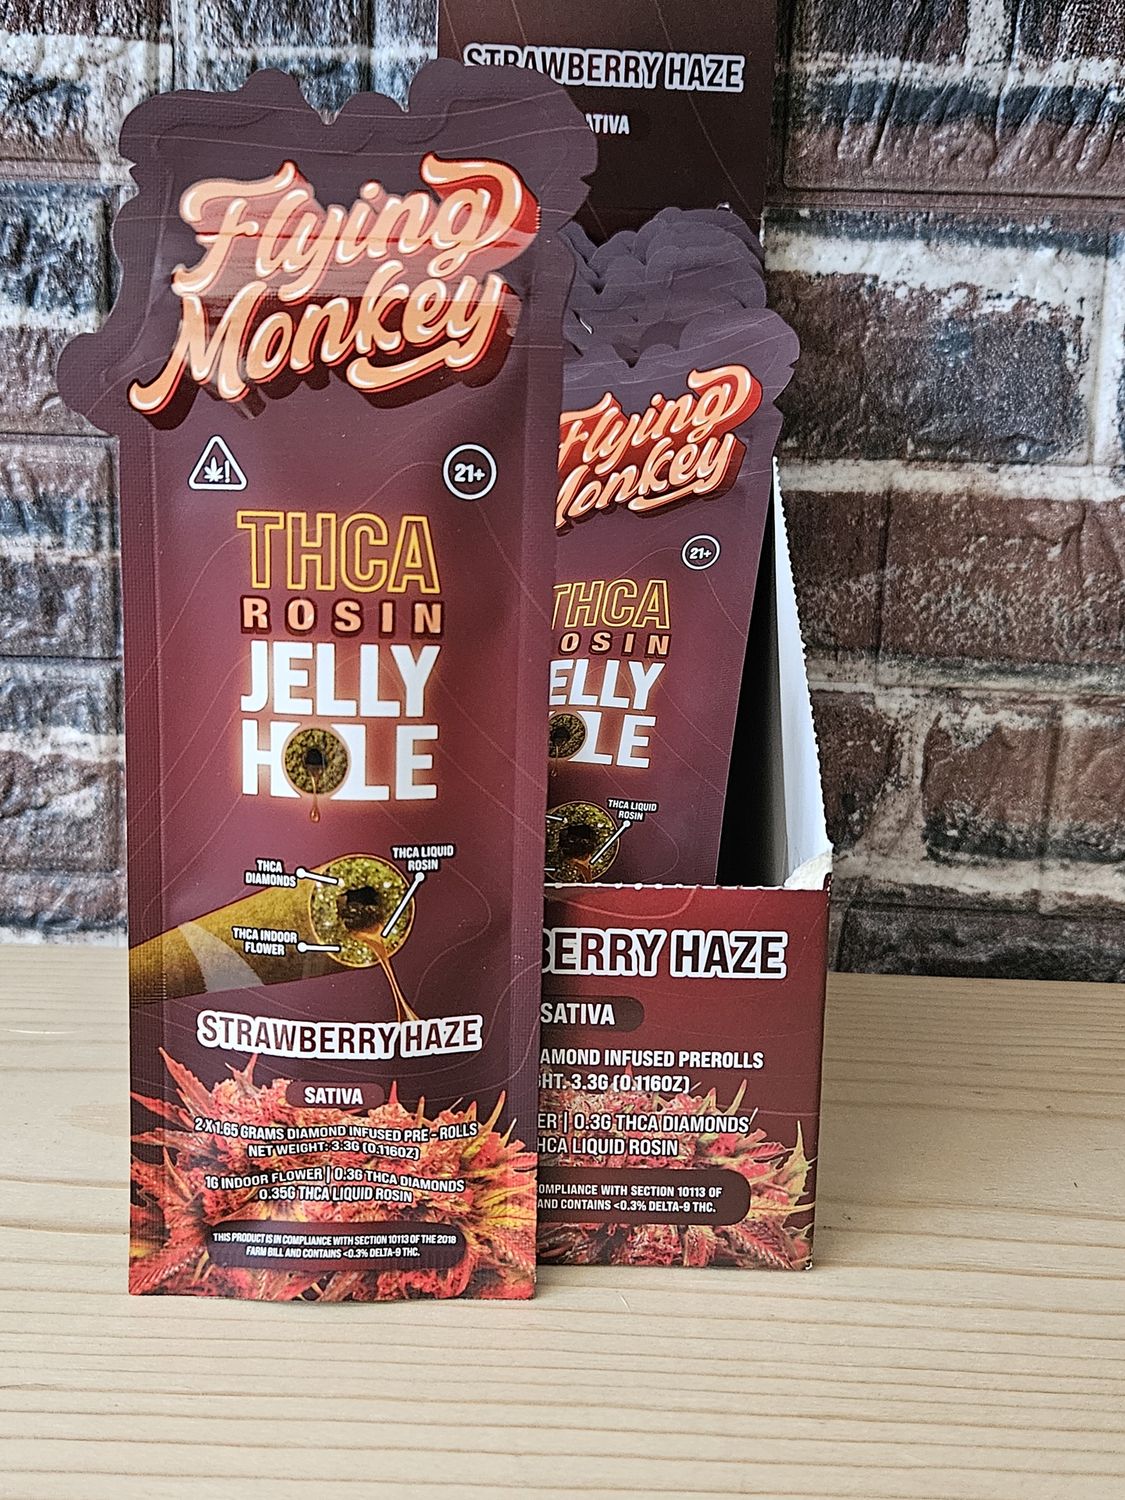 STRAWBERRY HAZE
SATIVA
Flying
Monkey
!
21+
THCA
ROSIN
JELLY
HOLE
THCA
DIAMONDS
THCA LIQUID
ROSIN
THCA INDOOR
FLOWER
STRAWBERRY HAZE
SATIVA
2 X 1.65 GRAMS DIAMOND INFUSED PRE-ROLLS
NET WEIGHT: 3.3G (0.116OZ)
1G INDOOR FLOWER | 0.3G THCA DIAMONDS
0.35G THCA LIQUID ROSIN
THIS PRODUCT IS IN COMPLIANCE WITH SECTION 10113 OF THE 2018
FARM BILL AND CONTAINS <0.3% DELTA-9 THC.
Flying
Monkey
21+
THCA
ROSIN
JELLY
HOLE
THCA LIQUID
ROSIN
BERRY HAZE
SATIVA
AMOND INFUSED PREROLLS
HT. 3.3G (0.116OZ)
ER | 0.3G THCA DIAMONDS
THCA LIQUID ROSIN
OMPLIANCE WITH SECTION 10113 OF
AND CONTAINS <0.3% DELTA-9 THC.